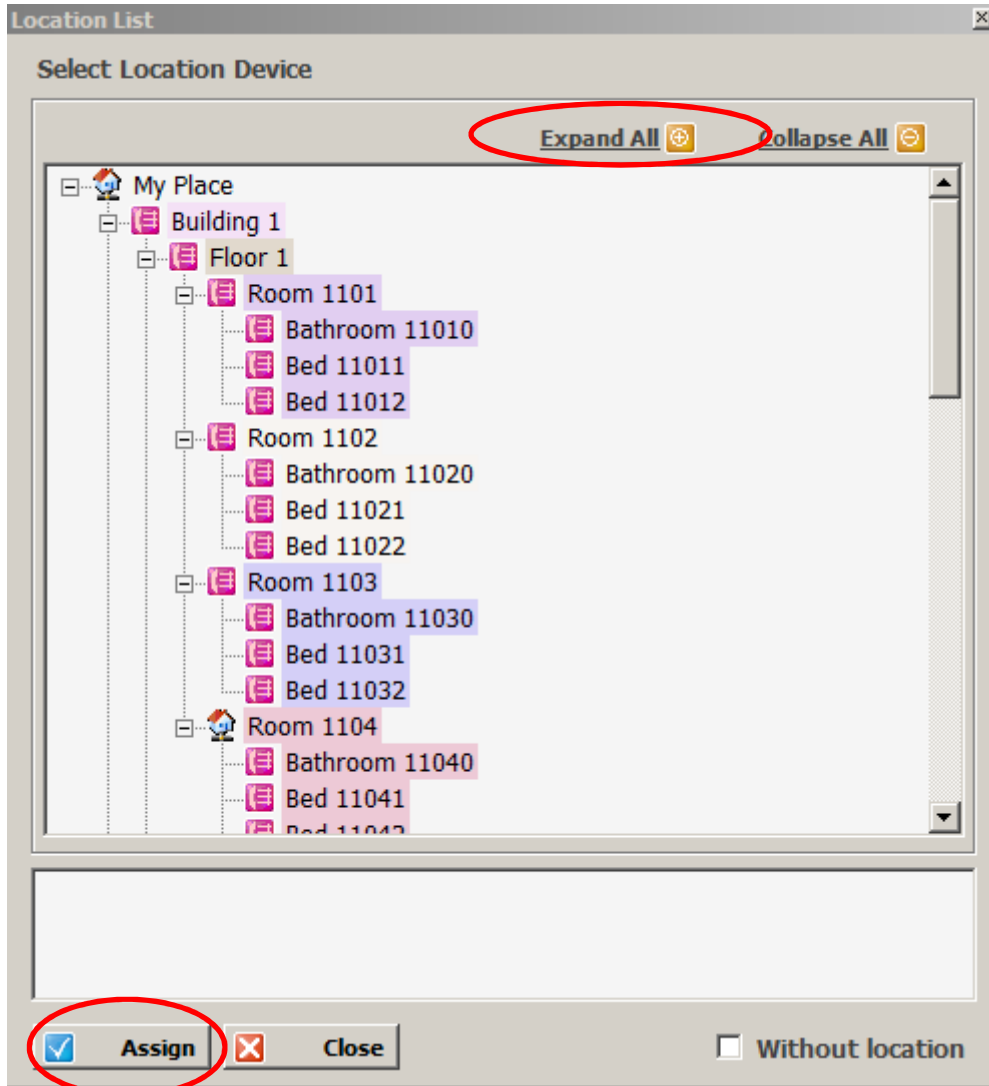 Location List
Select Location Device
Expand All Collapse All
My Place
Building 1
Floor 1
Room 1101
Bathroom 11010
Bed 11011
Bed 11012
Room 1102
Bathroom 11020
Bed 11021
Bed 11022
Room 1103
Bathroom 11030
Bed 11031
Bed 11032
Room 1104
Bathroom 11040
Bed 11041
Bed 11042
Assign Close Without location